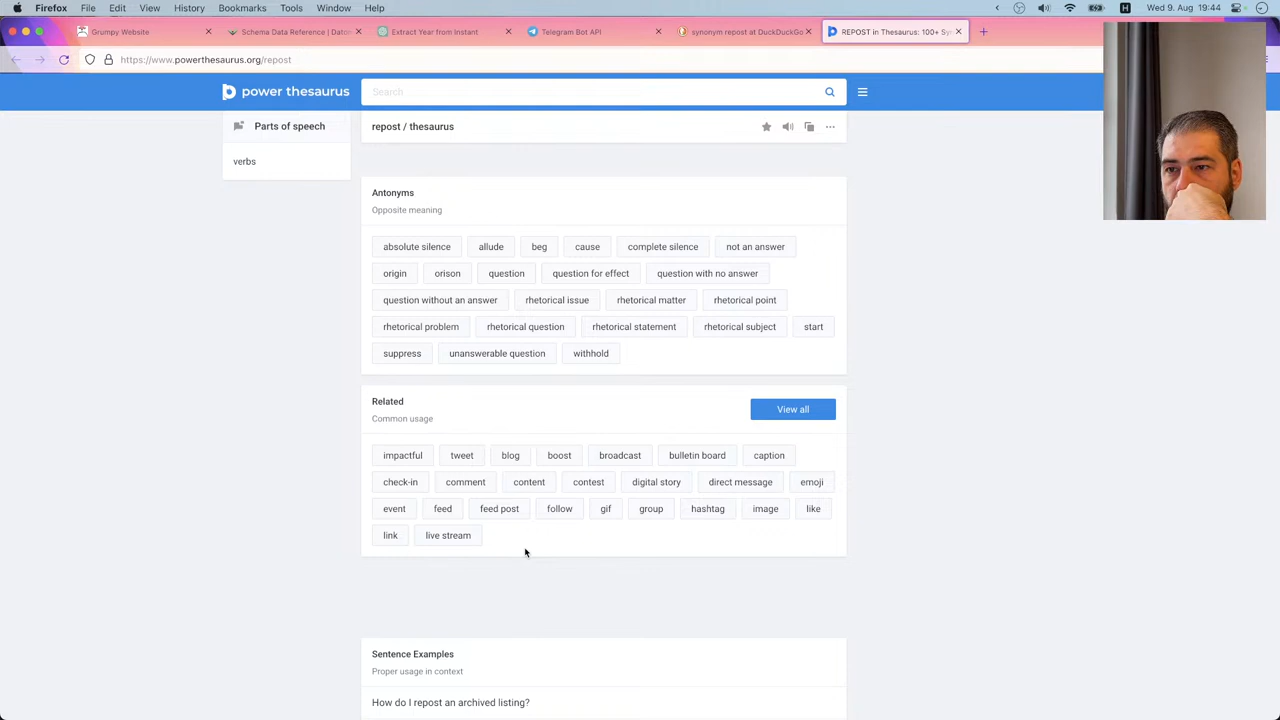 Firefox File Edit View History Bookmarks Tools Window Help
H
Wed 9. Aug 19:44
Grumpy Website
Schema Data Reference | Datom
Extract Year from Instant
Telegram Bot API
synonym repost at DuckDuckGo
REPOST in Thesaurus: 100+ Sy
https://www.powerthesaurus.org/repost
power thesaurus
Search
Parts of speech
verbs
repost / thesaurus
Antonyms
Opposite meaning
absolute silence allude beg cause complete silence not an answer
origin orison question question for effect question with no answer
question without an answer rhetorical issue rhetorical matter rhetorical point
rhetorical problem rhetorical question rhetorical statement rhetorical subject start
suppress unanswerable question withhold
Related
Common usage
View all
impactful tweet blog boost broadcast bulletin board caption
check-in comment content contest digital story direct message emoji
event feed feed post follow gif group hashtag image like
link live stream
Sentence Examples
Proper usage in context
How do I repost an archived listing?